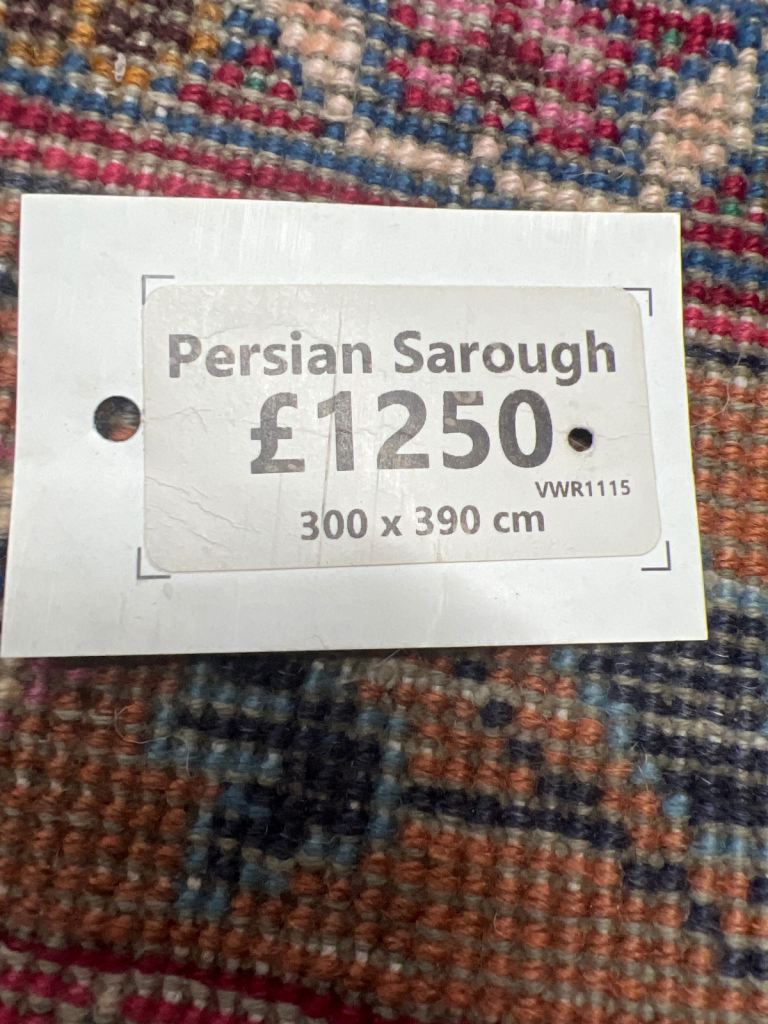 Persian Sarough
£1250
VWR1115
300 x 390 cm